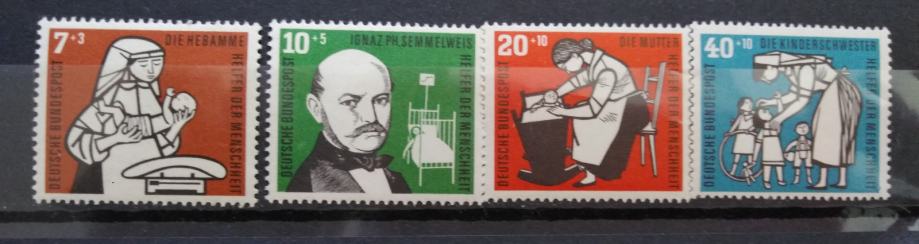 7+3
DIE HEBAMME
DEUTSCHE BUNDESPOST
HELFER DER MENSCHHEIT
10+5
IGNAZ PH. SEMMELWEIS
DEUTSCHE BUNDESPOST
HELFER DER MENSCHHEIT
20+10
DIE MUTTER
DEUTSCHE BUNDESPOST
HELFER DER MENSCHHEIT
40+10
DIE KINDERSCHWESTER
DEUTSCHE BUNDESPOST
HELFER DER MENSCHHEIT